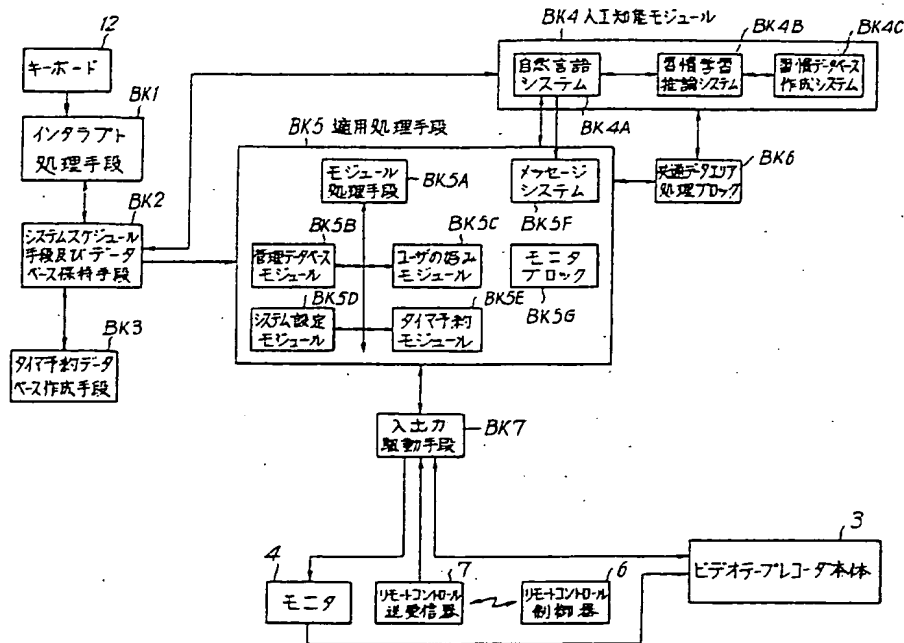 12
キーボード
BK1
インタラプト
処理手段
BK2
システムスケジュール
手段及びデータ
ベース保持手段
BK3
タイマ予約データ
ベース作成手段
BK4 人工知能モジュール
BK4B
BK4C
自然言語
システム
習慣学習
推論システム
習慣データベース
作成システム
BK4A
BK5 適用処理手段
モジュール
処理手段
BK5A
メッセージ
システム
BK5F
共通データエリア
処理ブロック
BK6
BK5B
BK5C
管理データベース
モジュール
ユーザの好み
モジュール
モニタ
ブロック
BK5G
BK5D
BK5E
システム設定
モジュール
タイマ予約
モジュール
入出力
駆動手段
BK7
4
モニタ
7
リモートコントロール
送受信器
6
リモートコントロール
制御器
3
ビデオテープレコーダ本体